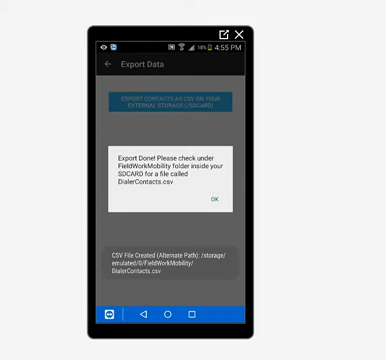 18% 4:55 PM
Export Data
EXPORT CONTACTS AS CSV ON YOUR
EXTERNAL STORAGE (/SDCARD)
Export Done! Please check under
FieldWorkMobility folder inside your
SDCARD for a file called
DialerContacts.csv
OK
CSV File Created (Alternate Path): /storage/
emulated/0/FieldWorkMobility/
DialerContacts.csv